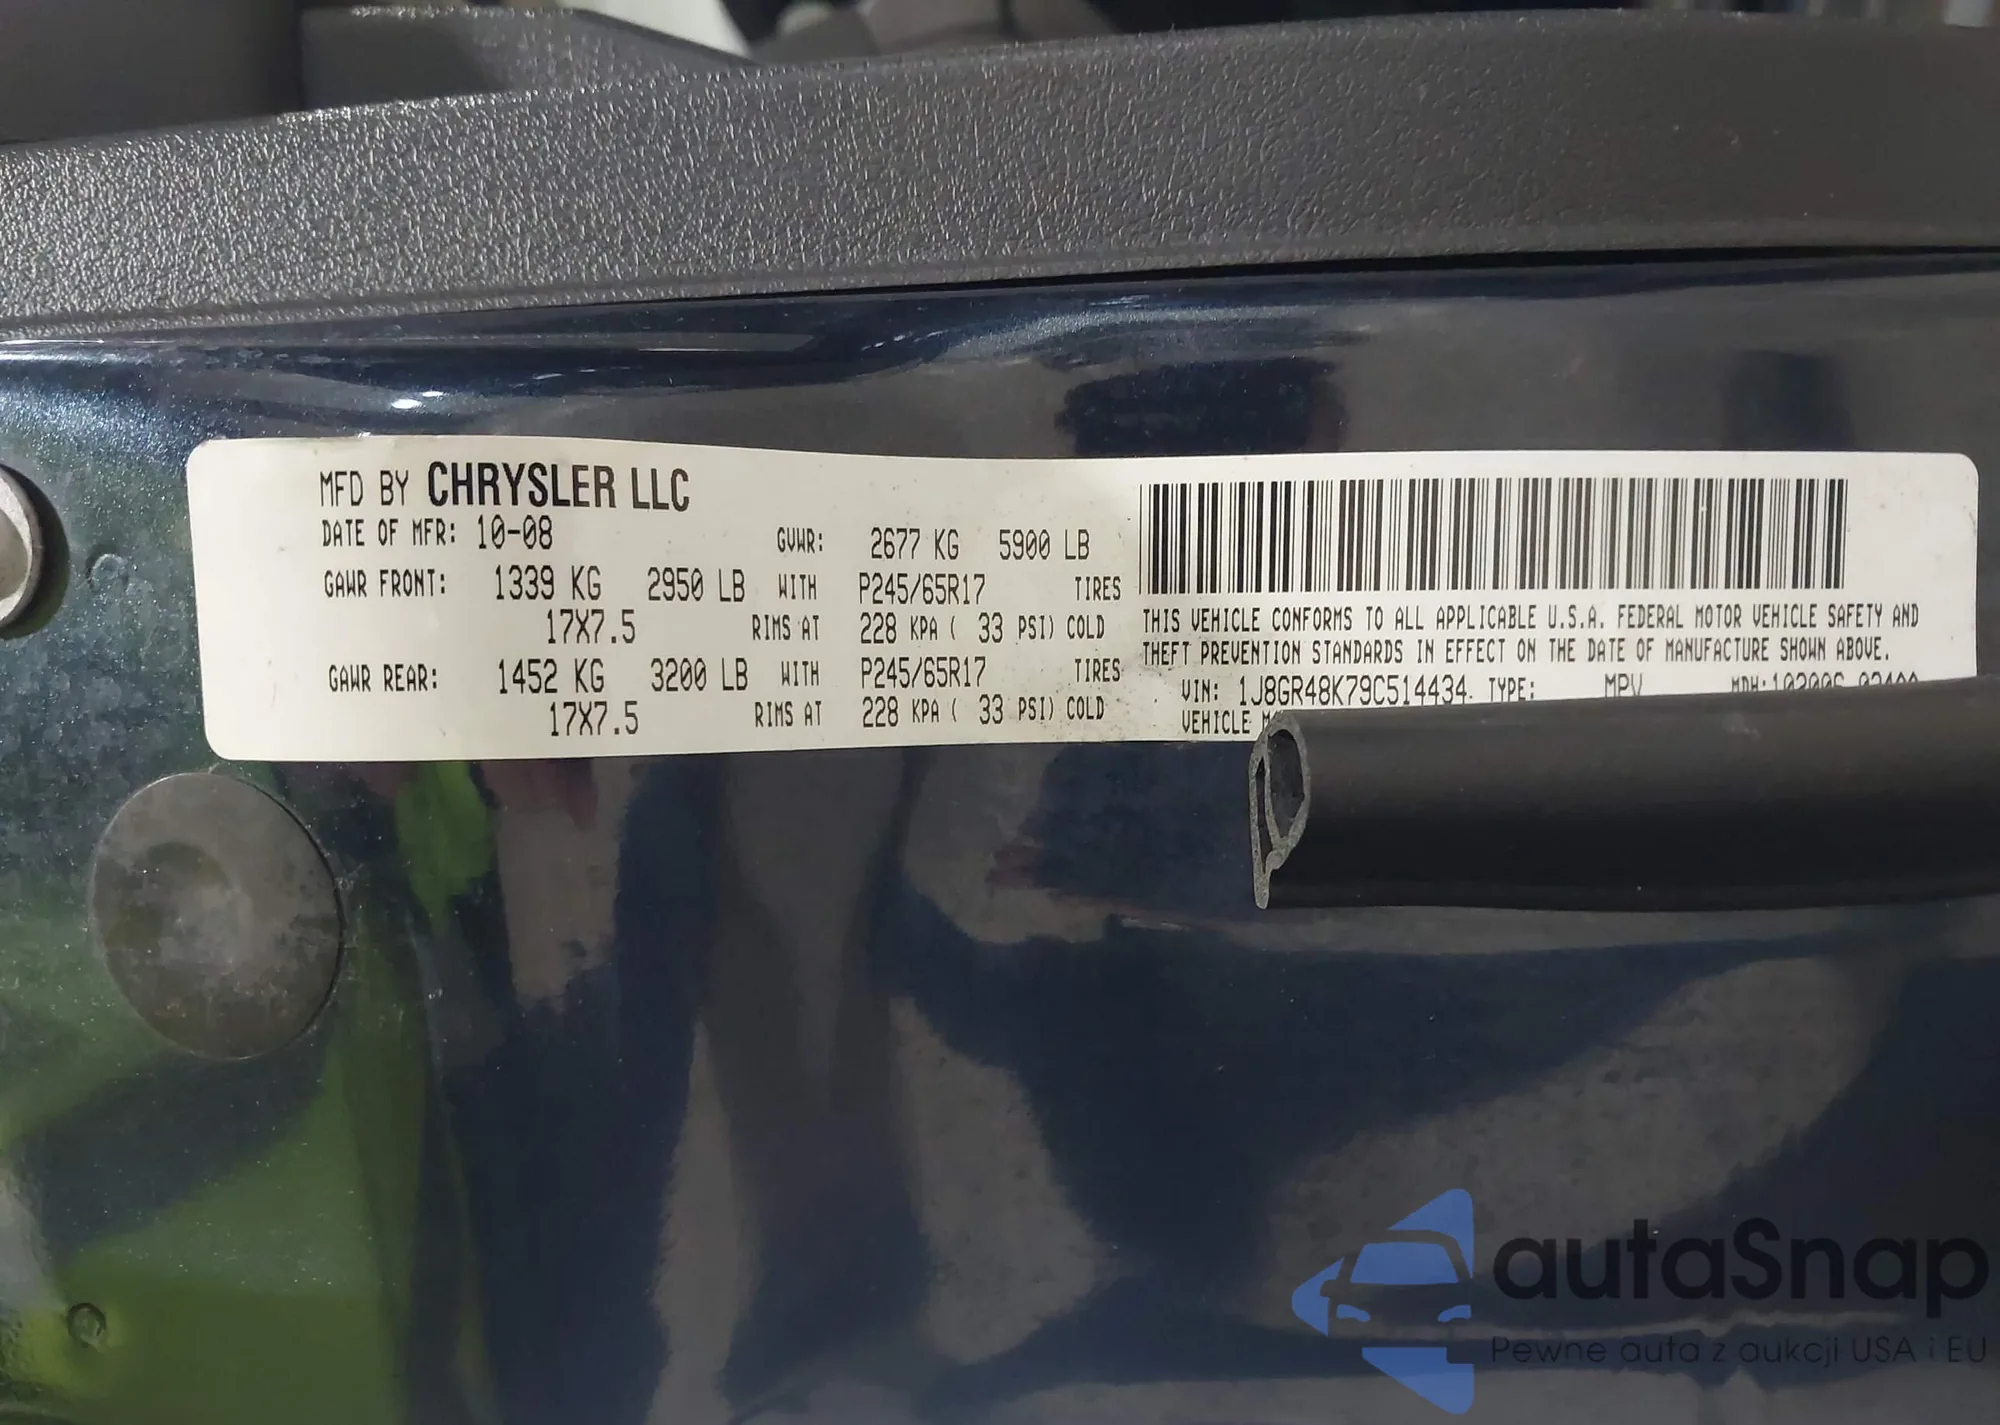 MFD BY CHRYSLER LLC
DATE OF MFR: 10-08 GVWR: 2677 KG 5900 LB
GAWR FRONT: 1339 KG 2950 LB WITH P245/65R17 TIRES
17X7.5 RIMS AT 228 KPA ( 33 PSI) COLD
GAWR REAR: 1452 KG 3200 LB WITH P245/65R17 TIRES
17X7.5 RIMS AT 228 KPA ( 33 PSI) COLD
THIS VEHICLE CONFORMS TO ALL APPLICABLE U.S.A. FEDERAL MOTOR VEHICLE SAFETY AND
THEFT PREVENTION STANDARDS IN EFFECT ON THE DATE OF MANUFACTURE SHOWN ABOVE.
VIN: 1J8GR48K79C514434 TYPE: MPV MDH:
VEHICLE
autaSnap
Pewne auta z aukcji USA i EU